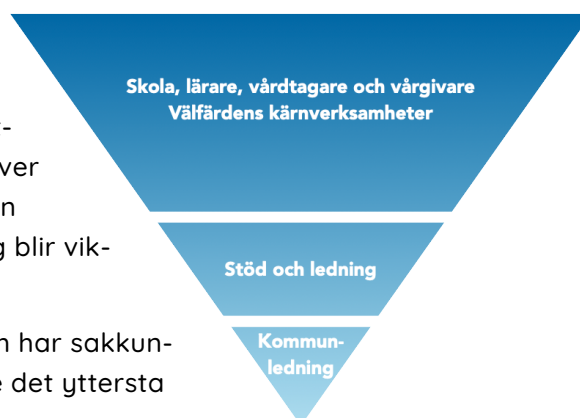 -
ver
n
g blir vik-
n har sakkun-
e det yttersta
Skola, lärare, vårdtagare och vårgivare
Välfärdens kärnverksamheter
Stöd och ledning
Kommun-
ledning